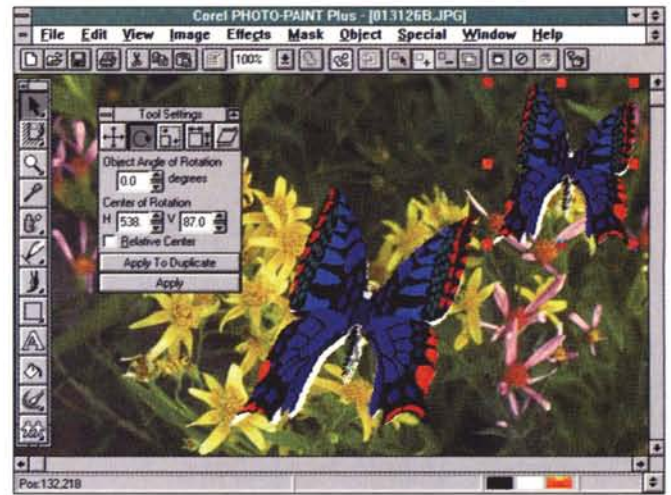 Corel PHOTO-PAINT Plus - [013126B.JPG]
File Edit View Image Effects Mask Object Special Window Help
100%
Tool Settings
Object Angle of Rotation
0.0 degrees
Center of Rotation
H 538. V 87.0
Relative Center
Apply To Duplicate
Apply
A
Pos:132,218